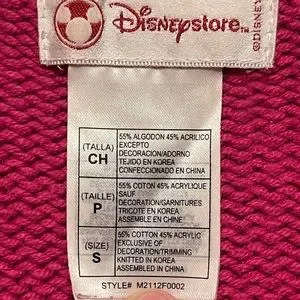 Disneystore™
©DISNEY
(TALLA)
CH
55% ALGODON 45% ACRILICO
EXCEPTO
DECORACION/ADORNO
TEJIDO EN KOREA
CONFECCIONADO EN CHINA
(TAILLE)
P
55% COTON 45% ACRYLIQUE
SAUF
DECORATION/GARNITURES
TRICOTE EN KOREA
ASSEMBLE EN CHINA
(SIZE)
S
55% COTTON 45% ACRYLIC
EXCLUSIVE OF
DECORATION/TRIMMING
KNITTED IN KOREA
ASSEMBLED IN CHINA
STYLE# M2112F0002